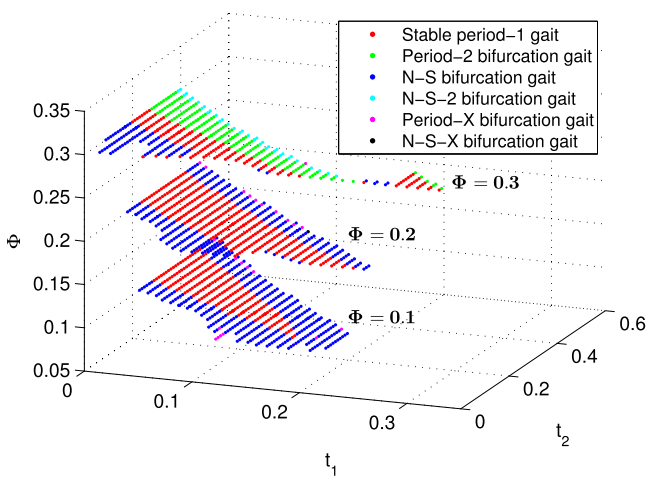 Stable period−1 gait
Period−2 bifurcation gait
N−S bifurcation gait
N−S−2 bifurcation gait
Period−X bifurcation gait
N−S−X bifurcation gait
0.35
0.3
0.25
0.2
0.15
0.1
0.05
Φ
Φ = 0.3
Φ = 0.2
Φ = 0.1
0
0.1
0.2
0.3
t1
0
0.2
0.4
0.6
t2